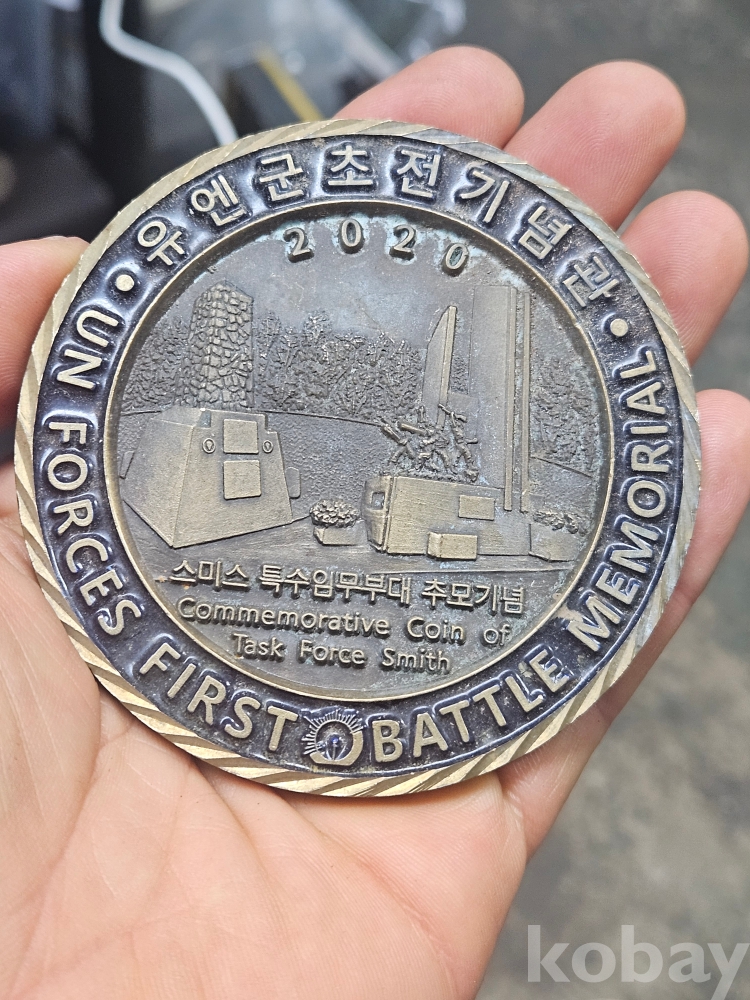 유엔군초전기념관
2020
스미스 특수임무부대 추모기념
Commemorative Coin of
Task Force Smith
UN FORCES FIRST BATTLE MEMORIAL
kobay